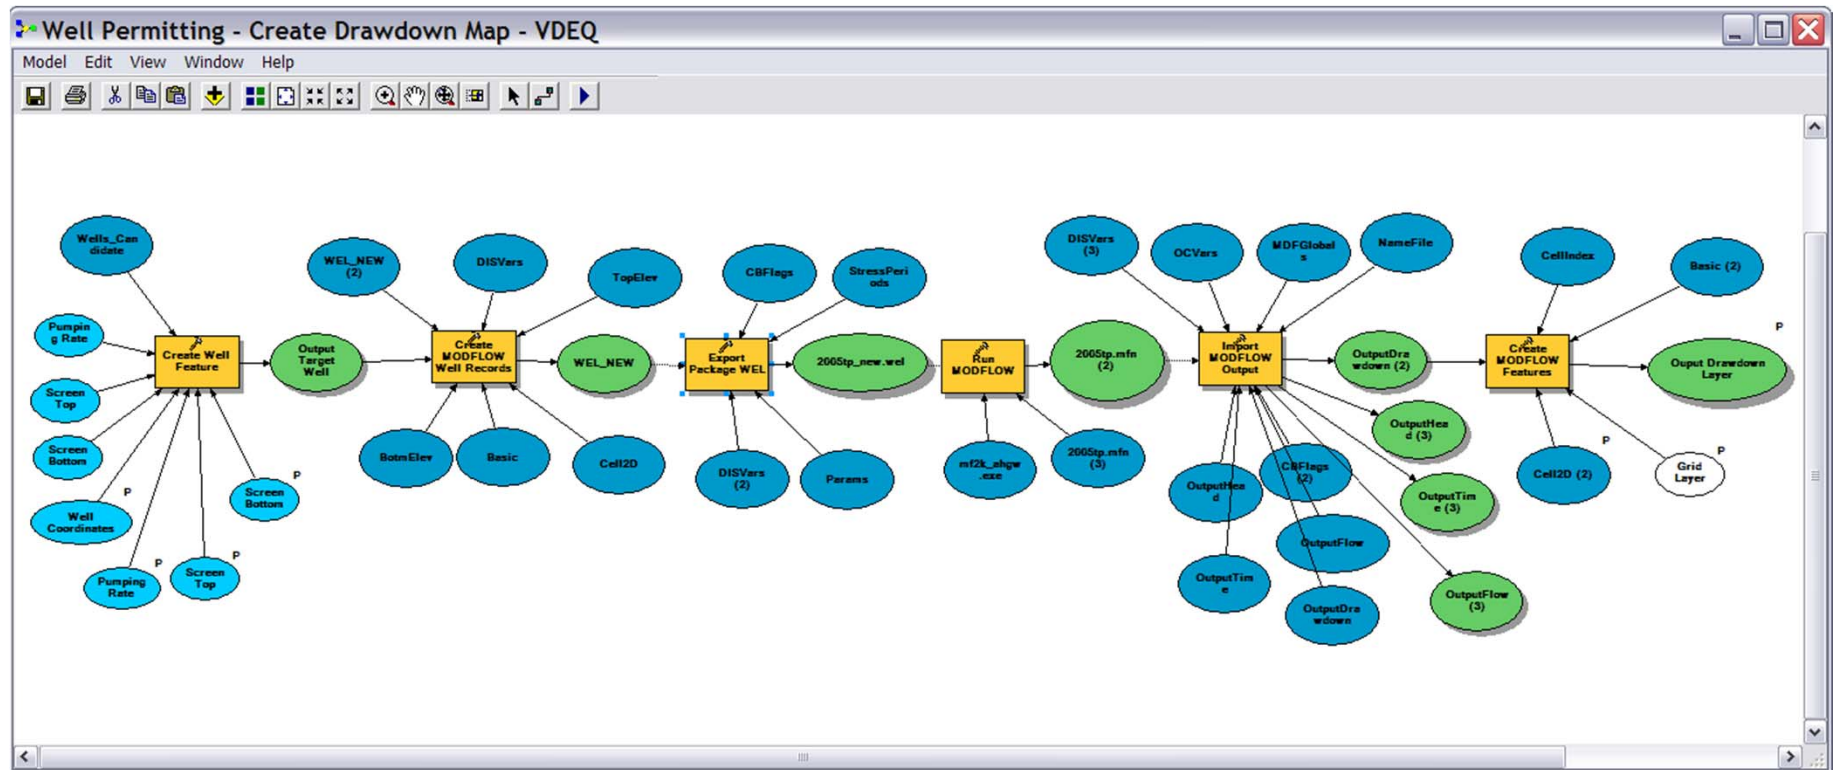 Well Permitting - Create Drawdown Map - VDEQ
Model Edit View Window Help
Wells_Can
didate
Pumpin
g Rate
Screen
Top
Screen
Bottom
P
Well
Coordinates
P
Pumping
Rate
P
Screen
Top
P
Screen
Bottom
Create Well
Feature
Output
Target
Well
WEL_NEW
(2)
DISVars
TopElev
Create
MODFLOW
Well Records
BotmElev
Basic
Cell2D
WEL_NEW
CBFlags
StressPeri
ods
Export
Package WEL
DISVars
(2)
Params
2005tp_new.wel
Run
MODFLOW
mf2k_ahgw
.exe
2005tp.mfn
(3)
2005tp.mfn
(2)
DISVars
(3)
OCVars
MDFGlobal
s
NameFile
Import
MODFLOW
Output
OutputHea
d
CBFlags
(2)
OutputFlow
OutputTim
e
OutputDra
wdown
OutputDra
wdown (2)
OutputHea
d (3)
OutputTim
e (3)
OutputFlow
(3)
CellIndex
Basic (2)
Create
MODFLOW
Features
P
Cell2D (2)
P
Grid
Layer
P
Ouput Drawdown
Layer